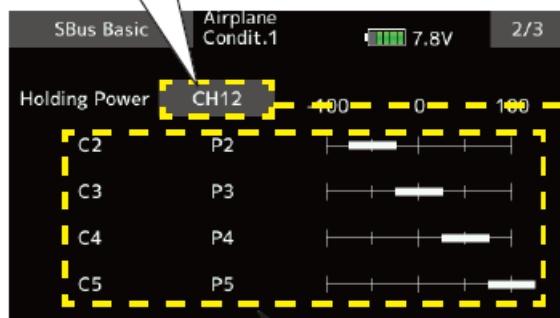 SBus Basic
Airplane
Condit.1
7.8V
2/3
Holding Power
CH12
-100
0
100
C2 P2
C3 P3
C4 P4
C5 P5